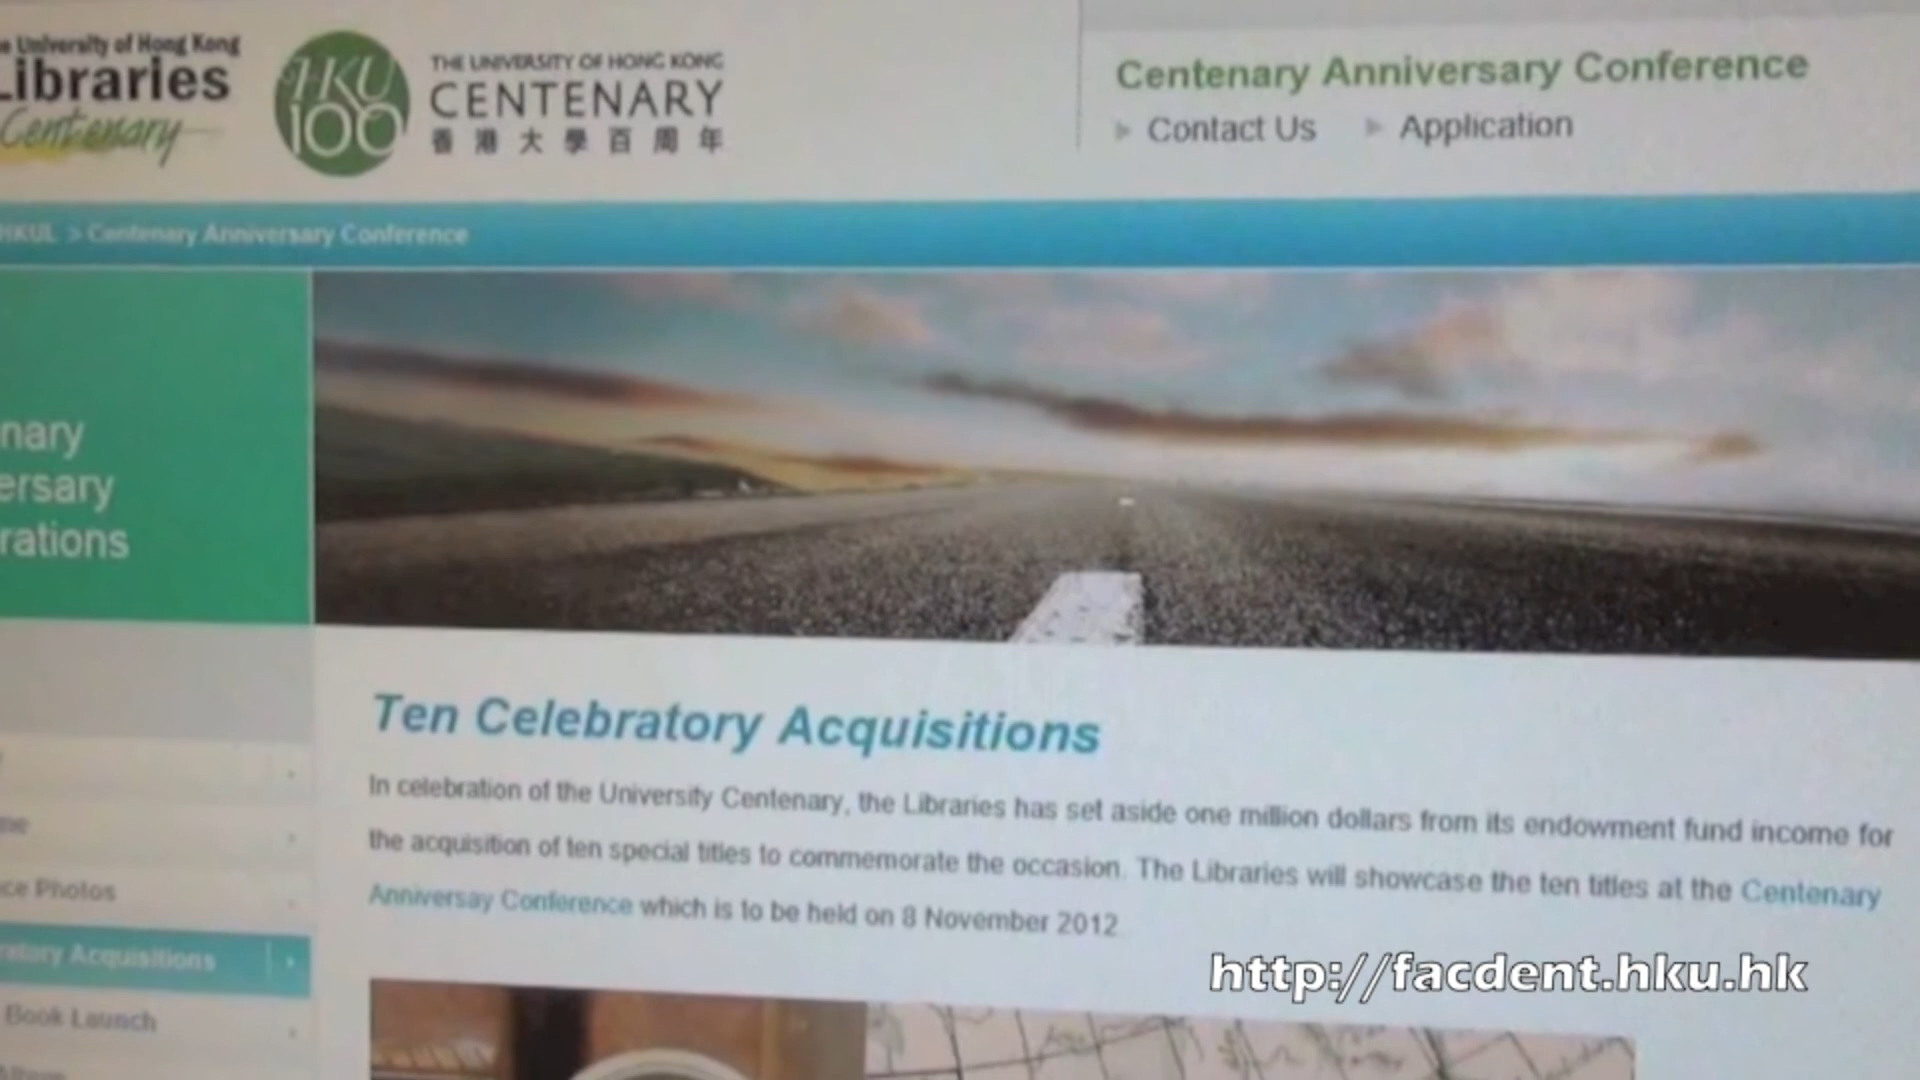 University of Hong Kong
Libraries
Centenary
HKU
100
THE UNIVERSITY OF HONG KONG
CENTENARY
香港大學百周年
Centenary Anniversary Conference
Contact Us
Application
HKUL > Centenary Anniversary Conference
nary
ersary
rations
Ten Celebratory Acquisitions
In celebration of the University Centenary, the Libraries has set aside one million dollars from its endowment fund income for
the acquisition of ten special titles to commemorate the occasion. The Libraries will showcase the ten titles at the Centenary
Anniversay Conference which is to be held on 8 November 2012.
me
ce Photos
ratory Acquisitions
Book Launch
http://facdent.hku.hk